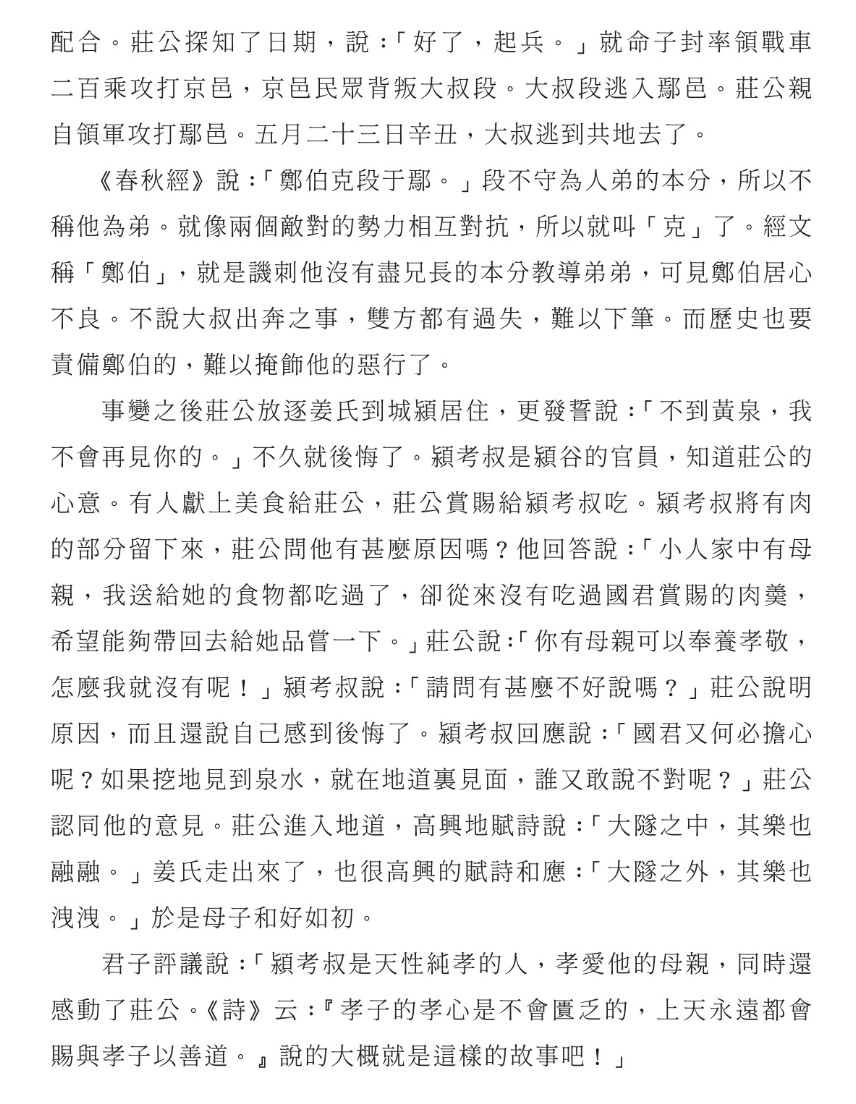 配合。莊公探知了日期，說：「好了，起兵。」就命子封率領戰車
二百乘攻打京邑，京邑民眾背叛大叔段。大叔段逃入鄢邑。莊公親
自領軍攻打鄢邑。五月二十三日辛丑，大叔逃到共地去了。
《春秋經》說：「鄭伯克段于鄢。」段不守為人弟的本分，所以不
稱他為弟。就像兩個敵對的勢力相互對抗，所以就叫「克」了。經文
稱「鄭伯」，就是譏刺他沒有盡兄長的本分教導弟弟，可見鄭伯居心
不良。不說大叔出奔之事，雙方都有過失，難以下筆。而歷史也要
責備鄭伯的，難以掩飾他的惡行了。
事變之後莊公放逐姜氏到城潁居住，更發誓說：「不到黃泉，我
不會再見你的。」不久就後悔了。潁考叔是潁谷的官員，知道莊公的
心意。有人獻上美食給莊公，莊公賞賜給潁考叔吃。潁考叔將有肉
的部分留下來，莊公問他有甚麼原因嗎？他回答說：「小人家中有母
親，我送給她的食物都吃過了，卻從來沒有吃過國君賞賜的肉羹，
希望能夠帶回去給她品嘗一下。」莊公說：「你有母親可以奉養孝敬，
怎麼我就沒有呢！」潁考叔說：「請問有甚麼不好說嗎？」莊公說明
原因，而且還說自己感到後悔了。潁考叔回應說：「國君又何必擔心
呢？如果挖地見到泉水，就在地道裏見面，誰又敢說不對呢？」莊公
認同他的意見。莊公進入地道，高興地賦詩說：「大隧之中，其樂也
融融。」姜氏走出來了，也很高興的賦詩和應：「大隧之外，其樂也
洩洩。」於是母子和好如初。
君子評議說：「潁考叔是天性純孝的人，孝愛他的母親，同時還
感動了莊公。《詩》云：『孝子的孝心是不會匱乏的，上天永遠都會
賜與孝子以善道。』說的大概就是這樣的故事吧！」